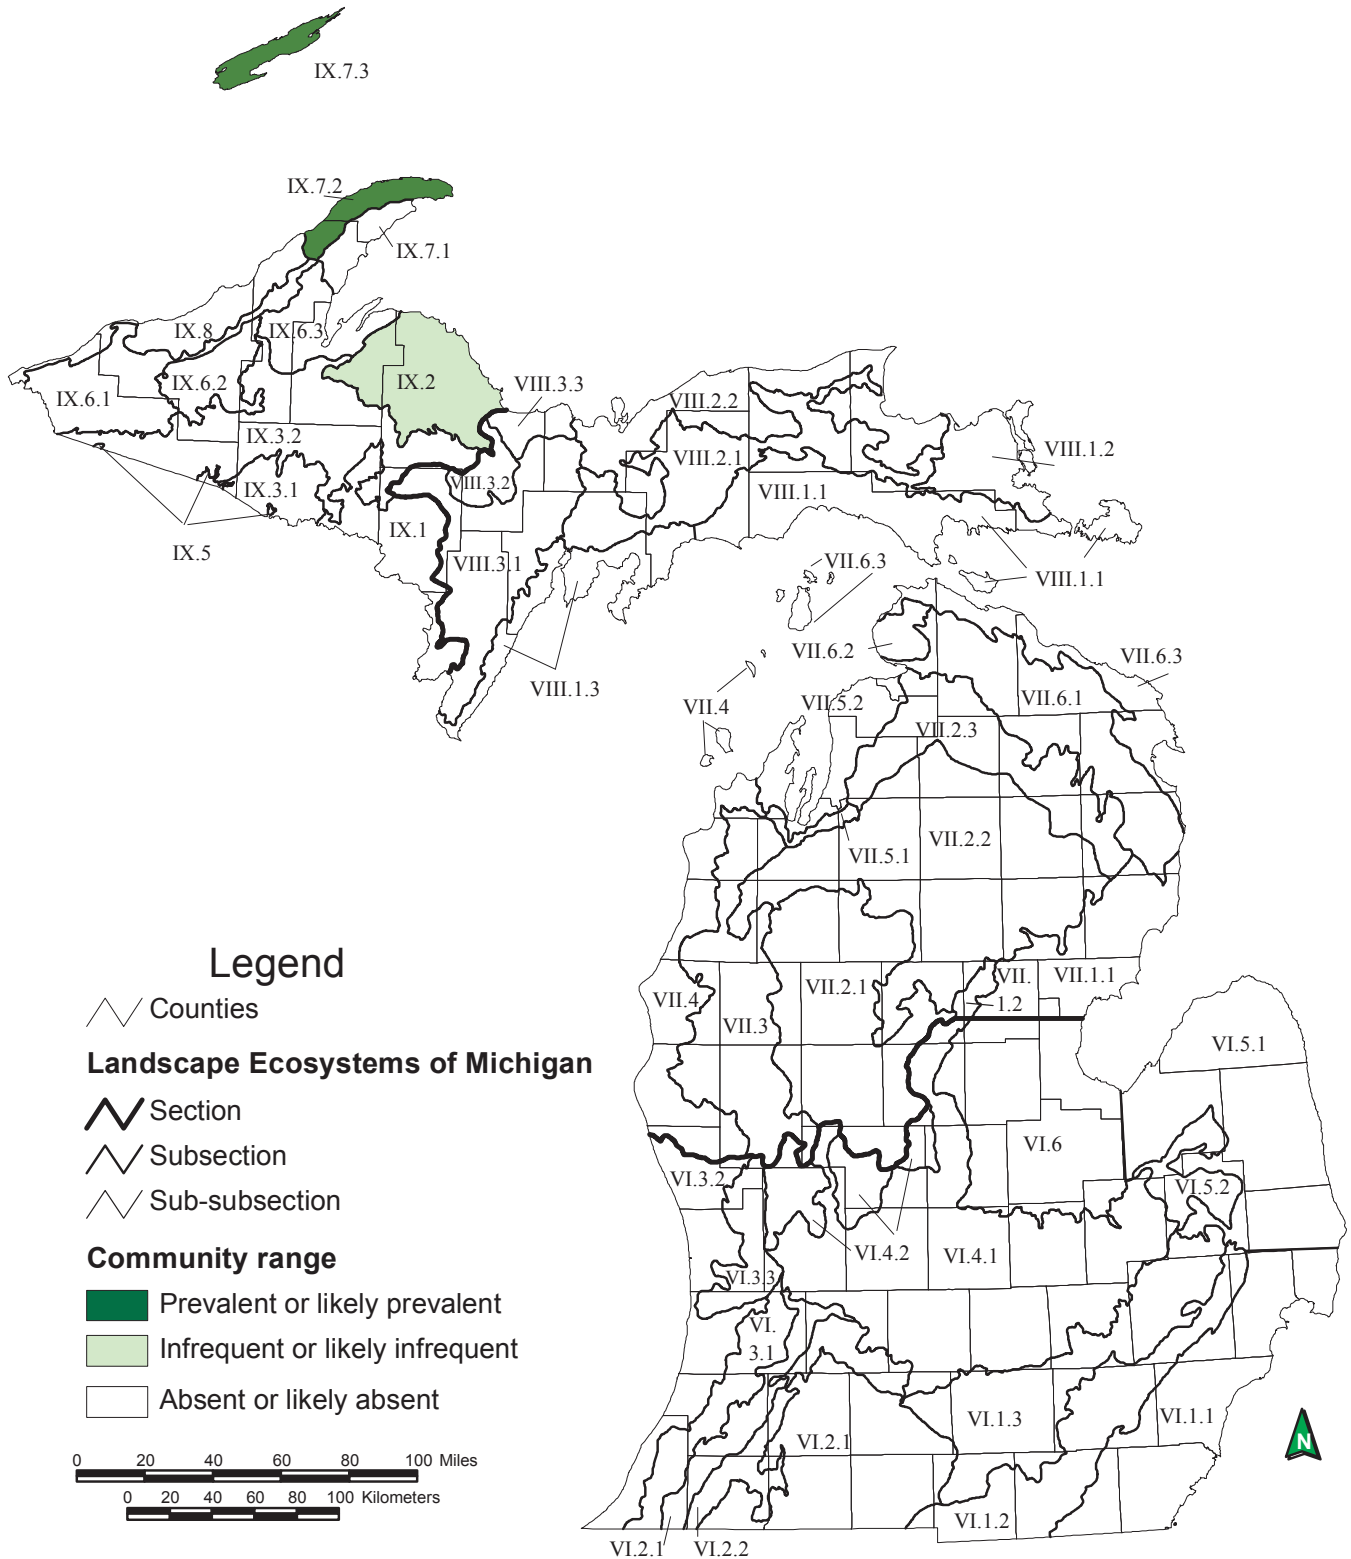 IX.7.3
IX.7.2
IX.7.1
IX.8
IX.6.3
IX.2
VIII.3.3
IX.6.1
IX.6.2
VIII.2.2
IX.3.2
VIII.1.2
VIII.2.1
IX.3.1
VIII.3.2
VIII.1.1
IX.1
IX.5
VIII.3.1
VII.6.3
VIII.1.1
VII.6.2
VII.6.3
VIII.1.3
VII.4
VII.5.2
VII.6.1
VII.2.3
VII.2.2
VII.5.1
Legend
Counties
Landscape Ecosystems of Michigan
Section
Subsection
Sub-subsection
Community range
Prevalent or likely prevalent
Infrequent or likely infrequent
Absent or likely absent
VII.4
VII.3
VII.2.1
VII.
1.2
VII.1.1
VI.5.1
VI.6
VI.3.2
VI.5.2
VI.4.2
VI.4.1
VI.3.3
VI.
3.1
VI.1.3
VI.1.1
VI.2.1
VI.1.2
VI.2.1
VI.2.2
0 20 40 60 80 100 Miles
0 20 40 60 80 100 Kilometers
N